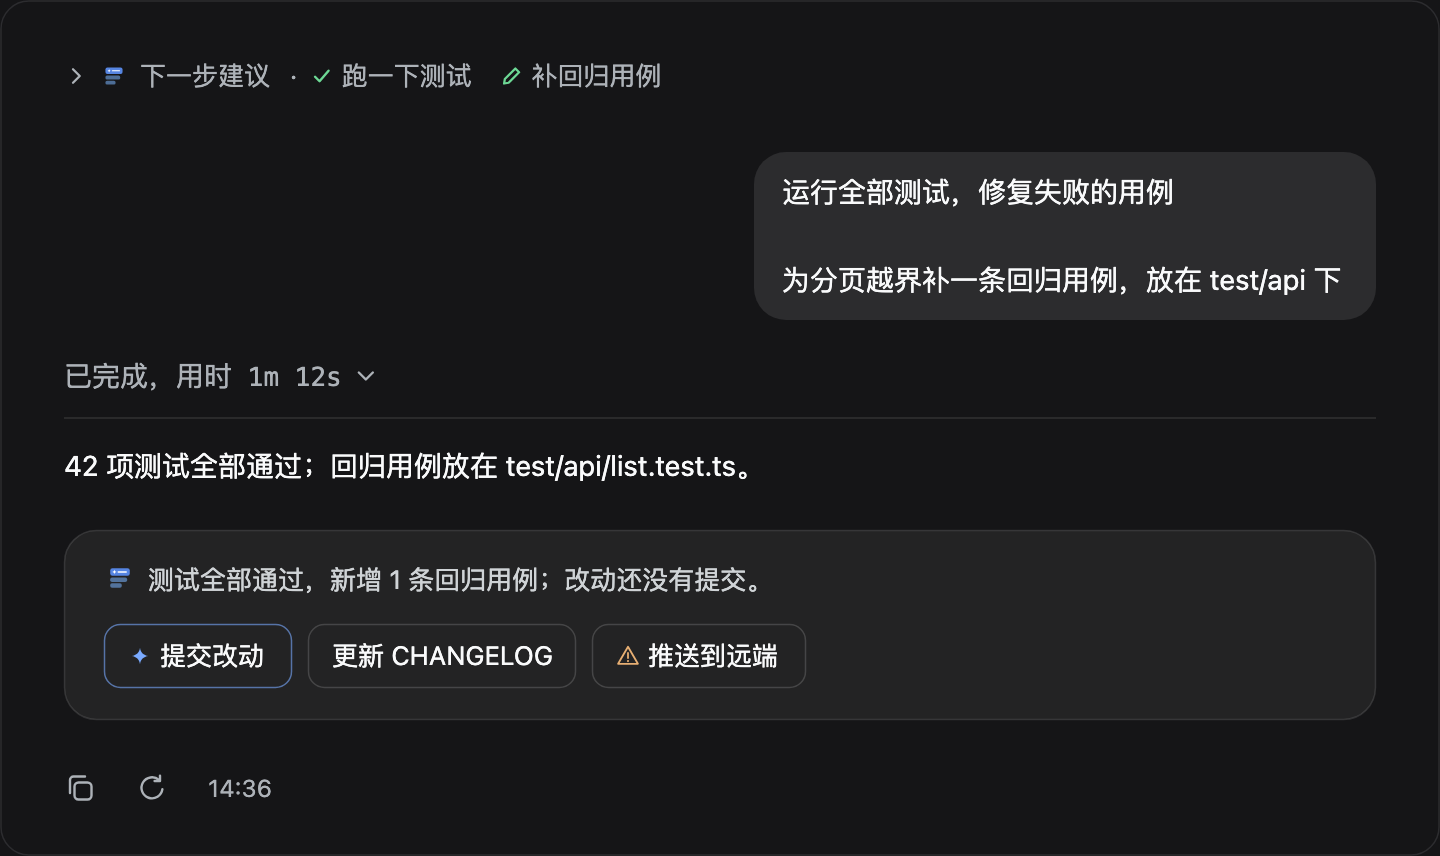 下一步建议 · 跑一下测试 补回归用例
运行全部测试，修复失败的用例
为分页越界补一条回归用例，放在 test/api 下
已完成，用时 1m 12s
42 项测试全部通过；回归用例放在 test/api/list.test.ts。
测试全部通过，新增 1 条回归用例；改动还没有提交。
提交改动 更新 CHANGELOG 推送到远端
14:36